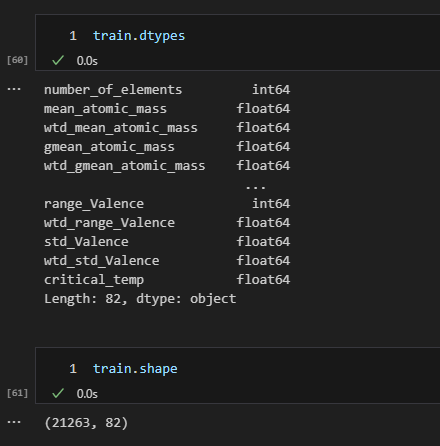 1 train.dtypes
[60] ✓ 0.0s
... number_of_elements int64
mean_atomic_mass float64
wtd_mean_atomic_mass float64
gmean_atomic_mass float64
wtd_gmean_atomic_mass float64
...
range_Valence int64
wtd_range_Valence float64
std_Valence float64
wtd_std_Valence float64
critical_temp float64
Length: 82, dtype: object
1 train.shape
[61] ✓ 0.0s
... (21263, 82)